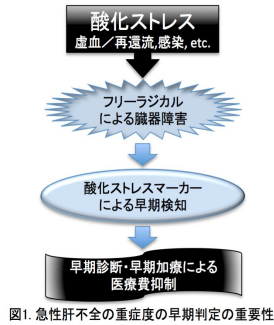 酸化ストレス
虚血／再還流,感染, etc.
フリーラジカル
による臓器障害
酸化ストレスマーカー
による早期検知
早期診断・早期加療による
医療費抑制
図1. 急性肝不全の重症度の早期判定の重要性